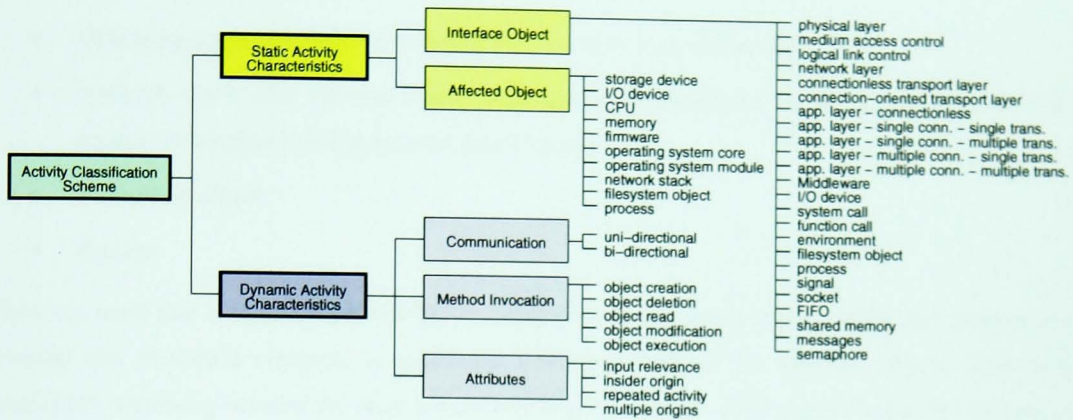 Activity Classification
Scheme
Static Activity
Characteristics
Interface Object
physical layer
medium access control
logical link control
network layer
connectionless transport layer
connection-oriented transport layer
app. layer - connectionless
app. layer - single conn. - single trans.
app. layer - single conn. - multiple trans.
app. layer - multiple conn. - single trans.
app. layer - multiple conn. - multiple trans.
Middleware
I/O device
system call
function call
environment
filesystem object
process
signal
socket
FIFO
shared memory
messages
semaphore
Affected Object
storage device
I/O device
CPU
memory
firmware
operating system core
operating system module
network stack
filesystem object
process
Dynamic Activity
Characteristics
Communication
uni-directional
bi-directional
Method Invocation
object creation
object deletion
object read
object modification
object execution
Attributes
input relevance
insider origin
repeated activity
multiple origins